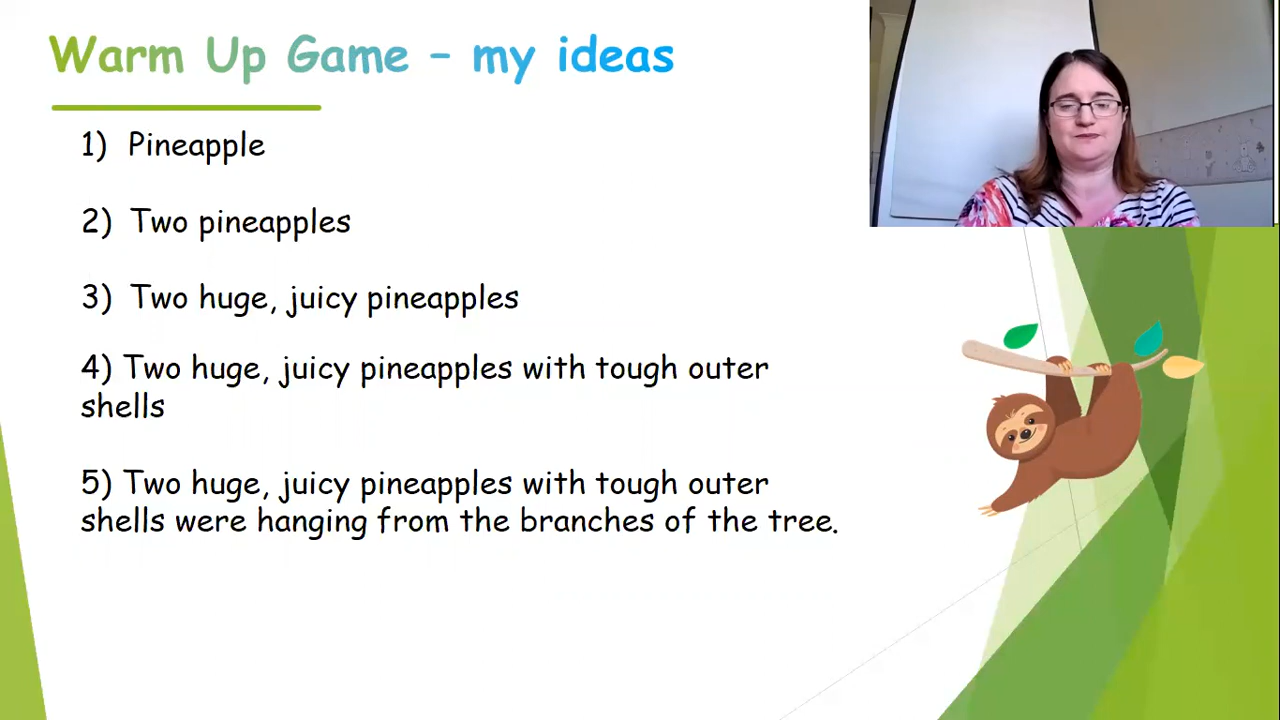 Warm Up Game – my ideas
1) Pineapple
2) Two pineapples
3) Two huge, juicy pineapples
4) Two huge, juicy pineapples with tough outer
shells
5) Two huge, juicy pineapples with tough outer
shells were hanging from the branches of the tree.